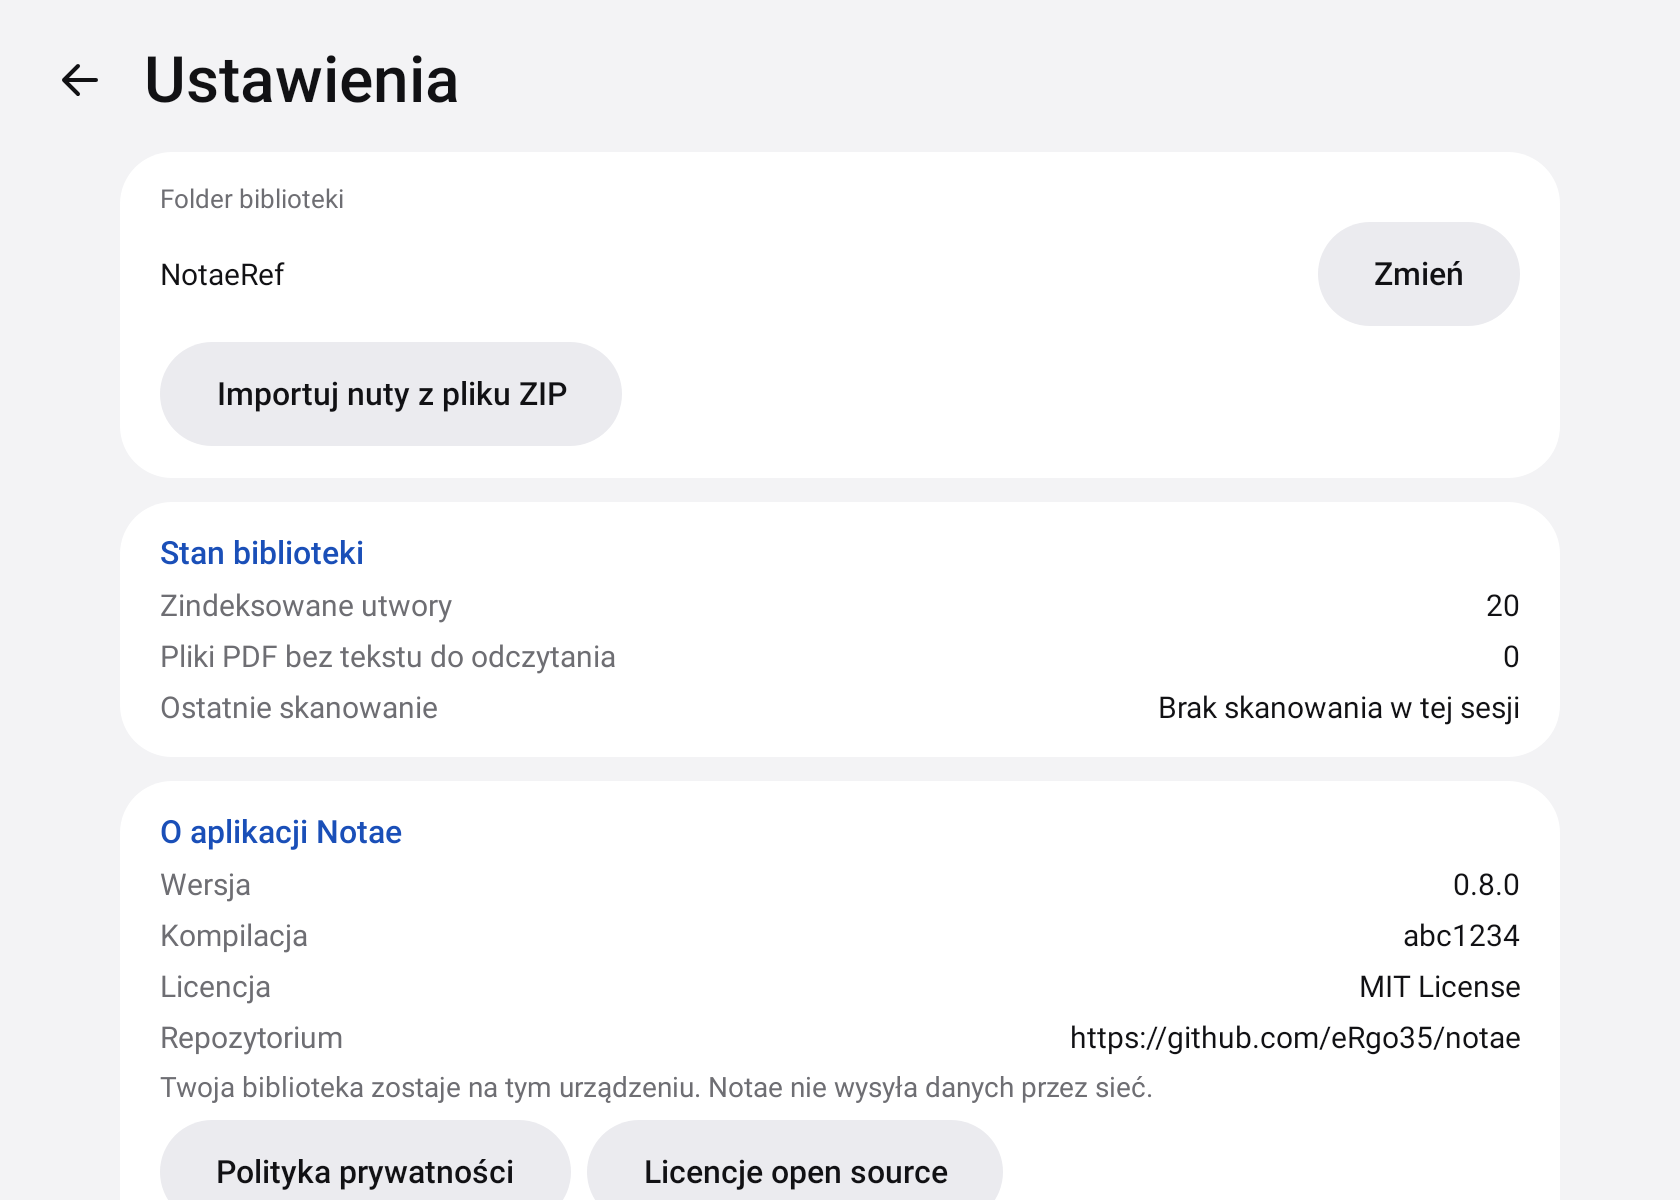 Ustawienia
Folder biblioteki
NotaeRef
Zmień
Importuj nuty z pliku ZIP
Stan biblioteki
Zindeksowane utwory 20
Pliki PDF bez tekstu do odczytania 0
Ostatnie skanowanie Brak skanowania w tej sesji
O aplikacji Notae
Wersja 0.8.0
Kompilacja abc1234
Licencja MIT License
Repozytorium https://github.com/eRgo35/notae
Twoja biblioteka zostaje na tym urządzeniu. Notae nie wysyła danych przez sieć.
Polityka prywatności Licencje open source